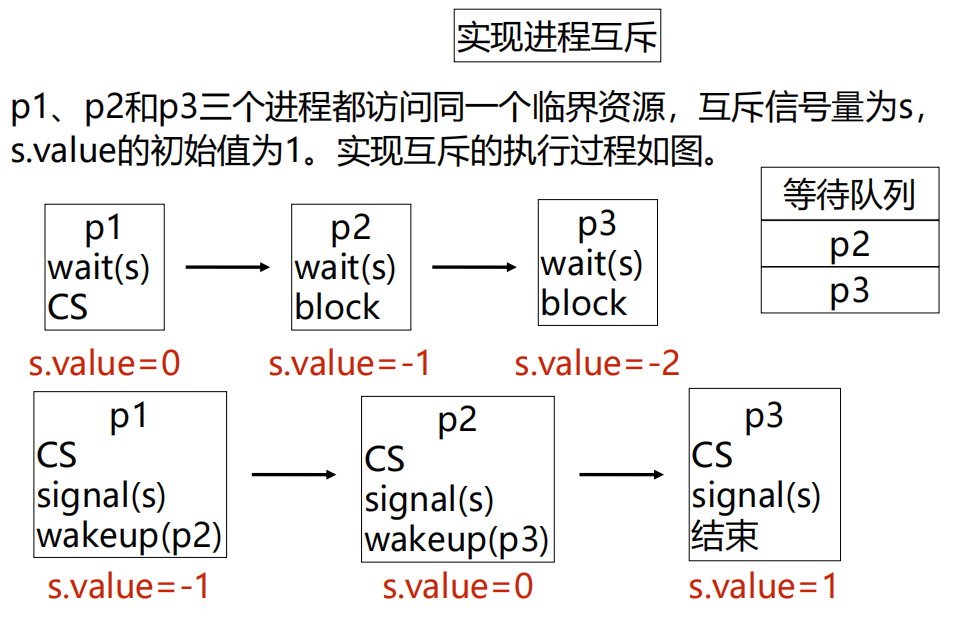 实现进程互斥
p1、p2和p3三个进程都访问同一个临界资源，互斥信号量为s，
s.value的初始值为1。实现互斥的执行过程如图。
等待队列
p2
p3
p1
wait(s)
CS
p2
wait(s)
block
p3
wait(s)
block
s.value=0
s.value=-1
s.value=-2
p1
CS
signal(s)
wakeup(p2)
p2
CS
signal(s)
wakeup(p3)
p3
CS
signal(s)
结束
s.value=-1
s.value=0
s.value=1